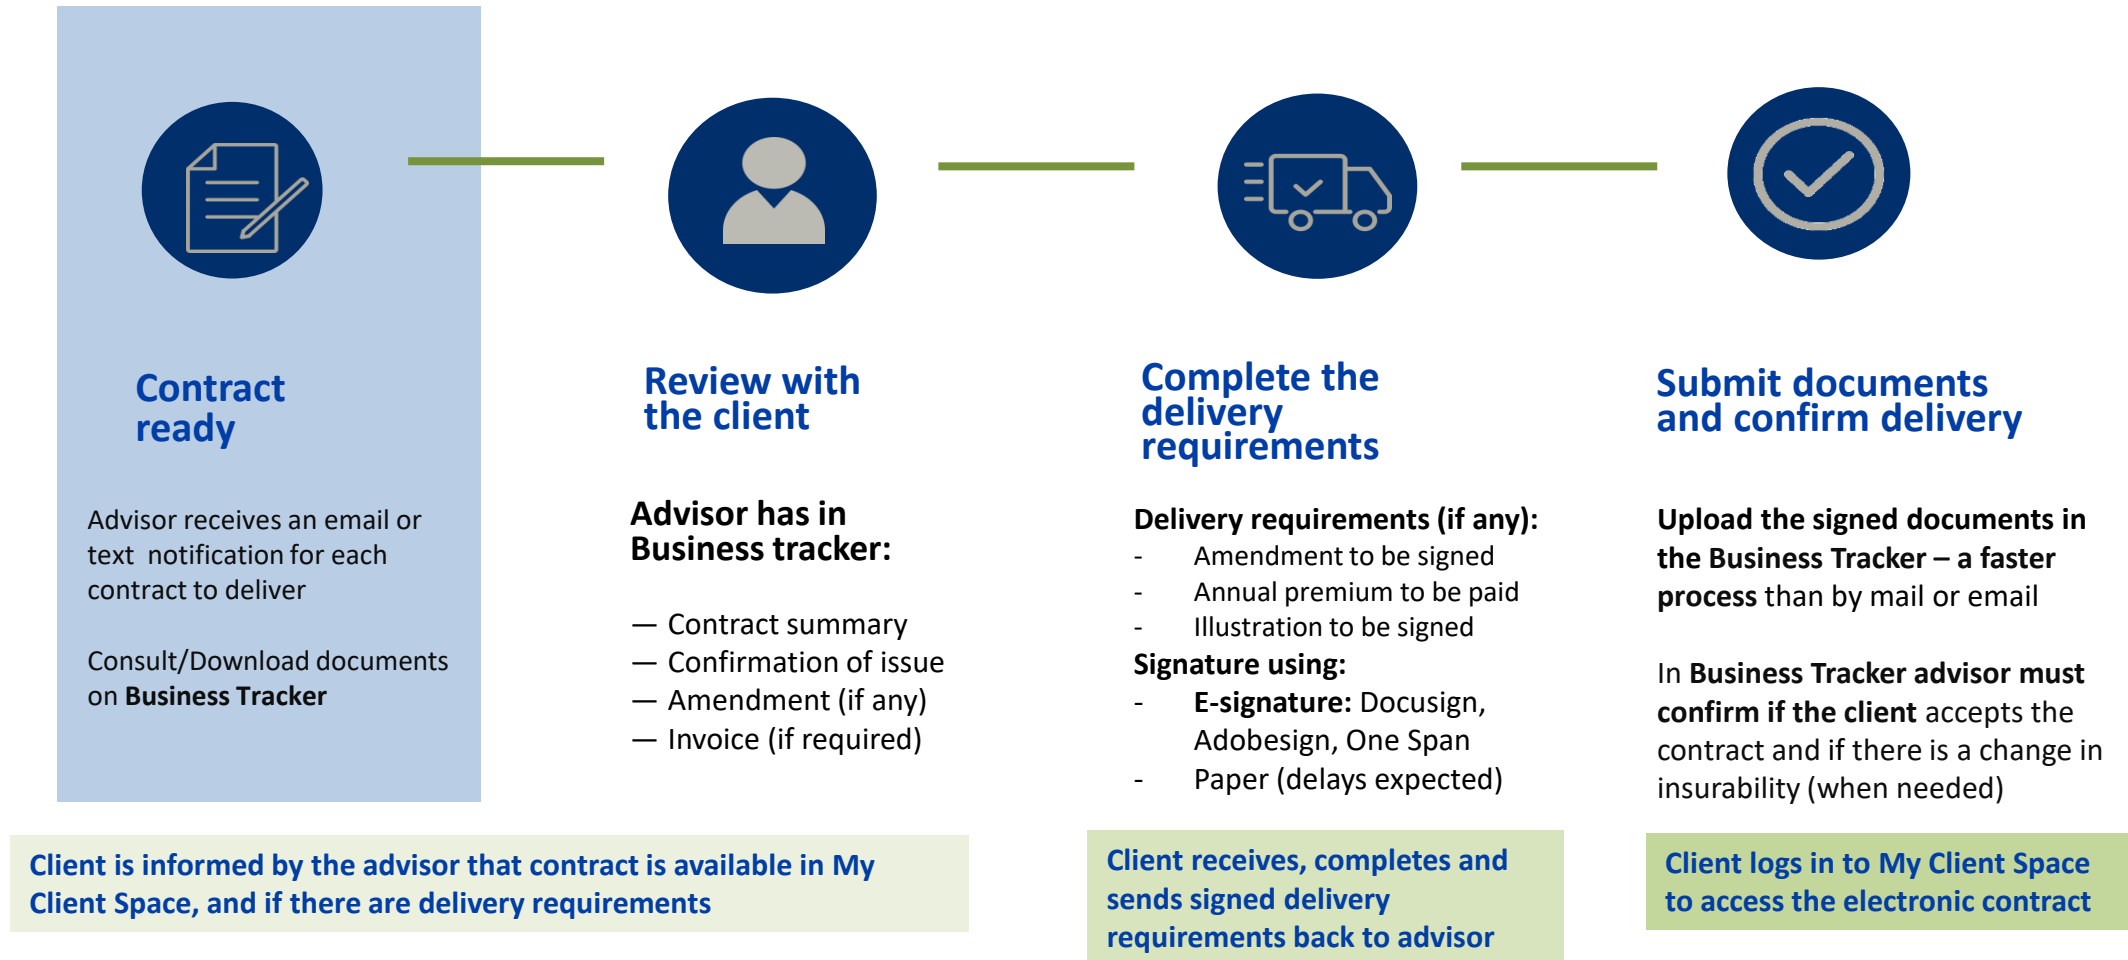 Contract
ready
Advisor receives an email or
text notification for each
contract to deliver
Consult/Download documents
on Business Tracker
Review with
the client
Advisor has in
Business tracker:
— Contract summary
— Confirmation of issue
— Amendment (if any)
— Invoice (if required)
Client is informed by the advisor that contract is available in My
Client Space, and if there are delivery requirements
Complete the
delivery
requirements
Delivery requirements (if any):
- Amendment to be signed
- Annual premium to be paid
- Illustration to be signed
Signature using:
- E-signature: Docusign,
Adobesign, One Span
- Paper (delays expected)
Client receives, completes and
sends signed delivery
requirements back to advisor
Submit documents
and confirm delivery
Upload the signed documents in
the Business Tracker – a faster
process than by mail or email
In Business Tracker advisor must
confirm if the client accepts the
contract and if there is a change in
insurability (when needed)
Client logs in to My Client Space
to access the electronic contract